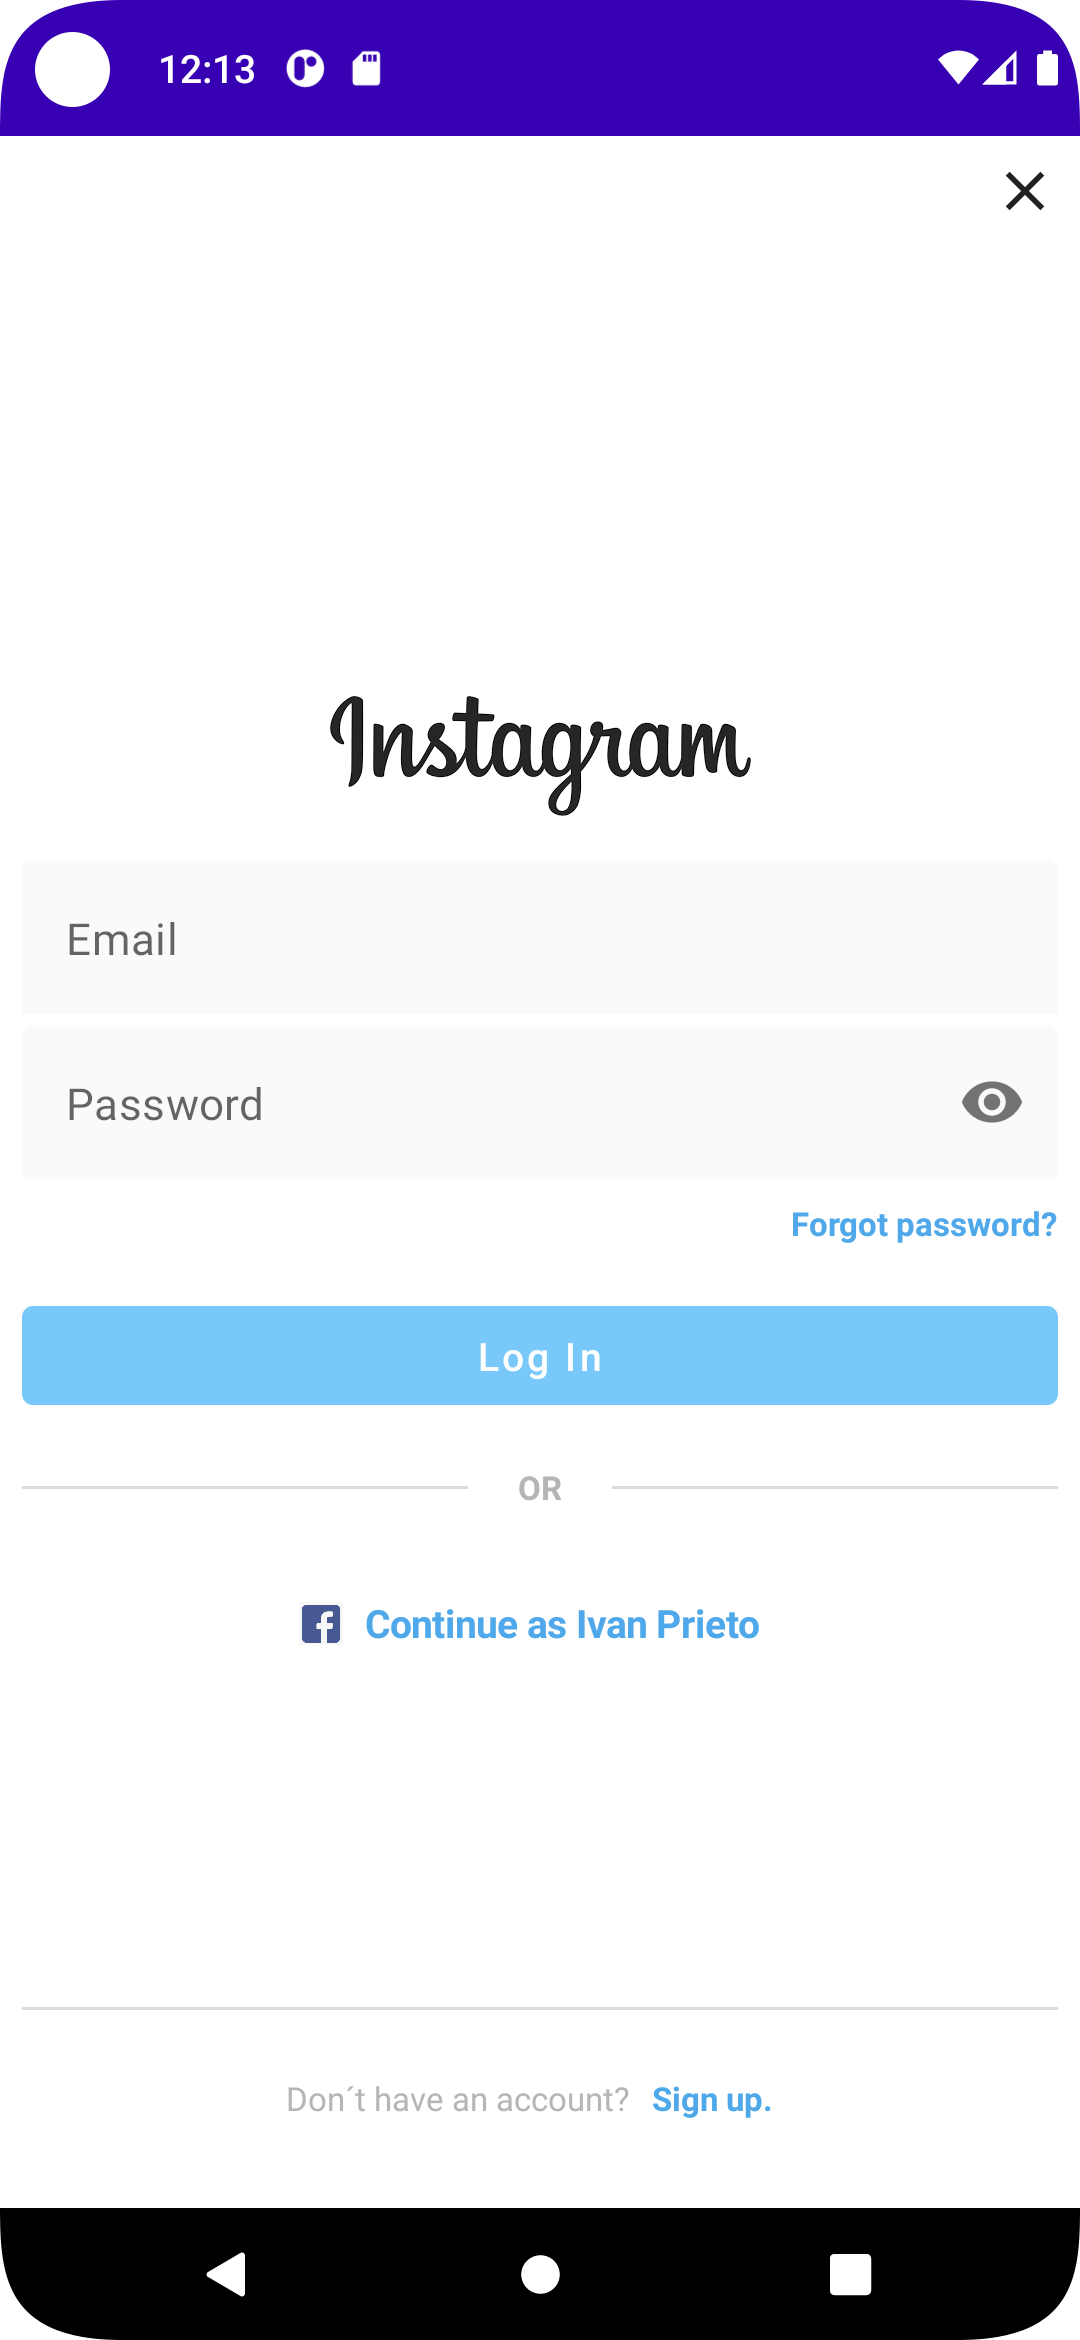 12:13
Instagram
Email
Password
Forgot password?
Log In
OR
Continue as Ivan Prieto
Don´t have an account? Sign up.